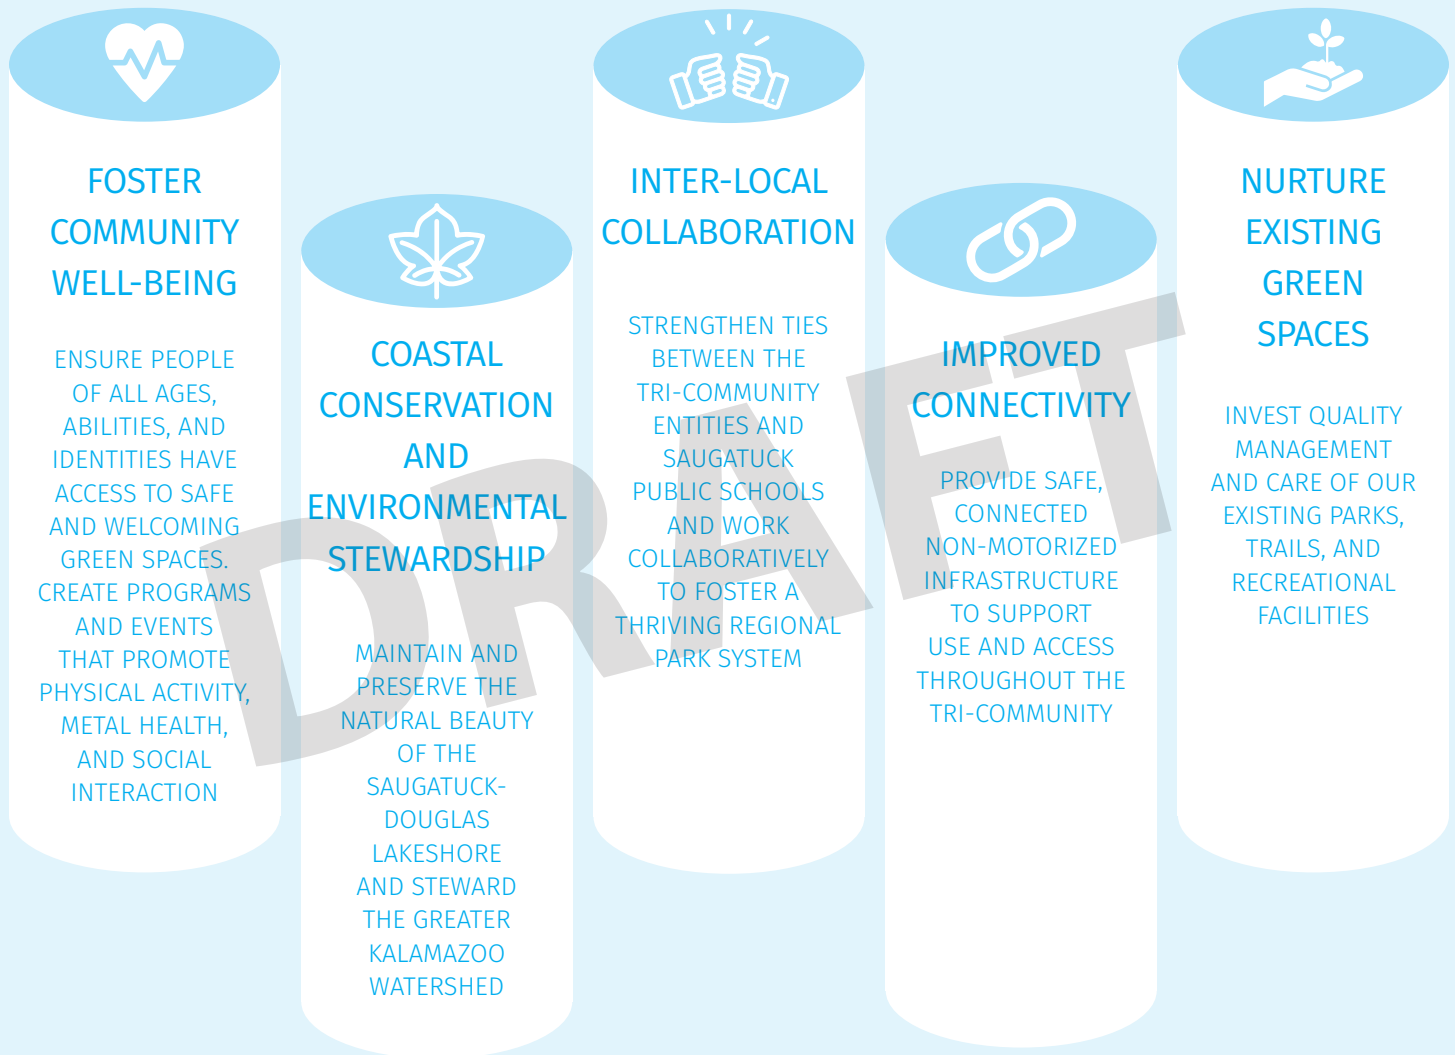 FOSTER
COMMUNITY
WELL-BEING
ENSURE PEOPLE
OF ALL AGES,
ABILITIES, AND
IDENTITIES HAVE
ACCESS TO SAFE
AND WELCOMING
GREEN SPACES.
CREATE PROGRAMS
AND EVENTS
THAT PROMOTE
PHYSICAL ACTIVITY,
METAL HEALTH,
AND SOCIAL
INTERACTION
COASTAL
CONSERVATION
AND
ENVIRONMENTAL
STEWARDSHIP
MAINTAIN AND
PRESERVE THE
NATURAL BEAUTY
OF THE
SAUGATUCK-
DOUGLAS
LAKESHORE
AND STEWARD
THE GREATER
KALAMAZOO
WATERSHED
INTER-LOCAL
COLLABORATION
STRENGTHEN TIES
BETWEEN THE
TRI-COMMUNITY
ENTITIES AND
SAUGATUCK
PUBLIC SCHOOLS
AND WORK
COLLABORATIVELY
TO FOSTER A
THRIVING REGIONAL
PARK SYSTEM
IMPROVED
CONNECTIVITY
PROVIDE SAFE,
CONNECTED
NON-MOTORIZED
INFRASTRUCTURE
TO SUPPORT
USE AND ACCESS
THROUGHOUT THE
TRI-COMMUNITY
NURTURE
EXISTING
GREEN
SPACES
INVEST QUALITY
MANAGEMENT
AND CARE OF OUR
EXISTING PARKS,
TRAILS, AND
RECREATIONAL
FACILITIES
DRAFT